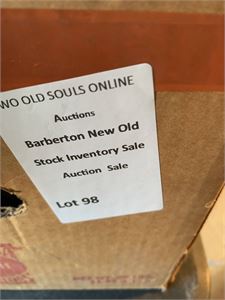 WO OLD SOULS ONLINE
Auctions
Barberton New Old
Stock Inventory Sale
Auction Sale
Lot 98